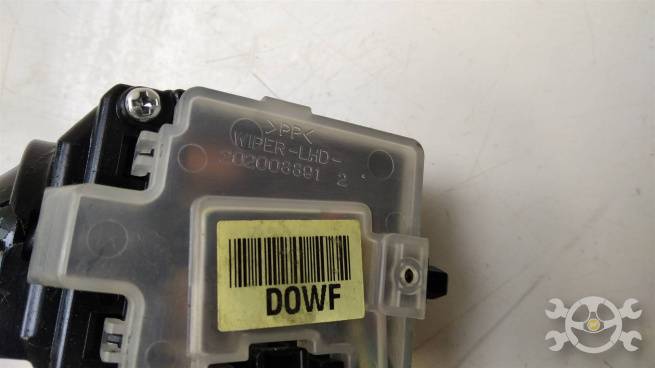 >PP<
WIPER-LHD-
202008891 2
DOWF